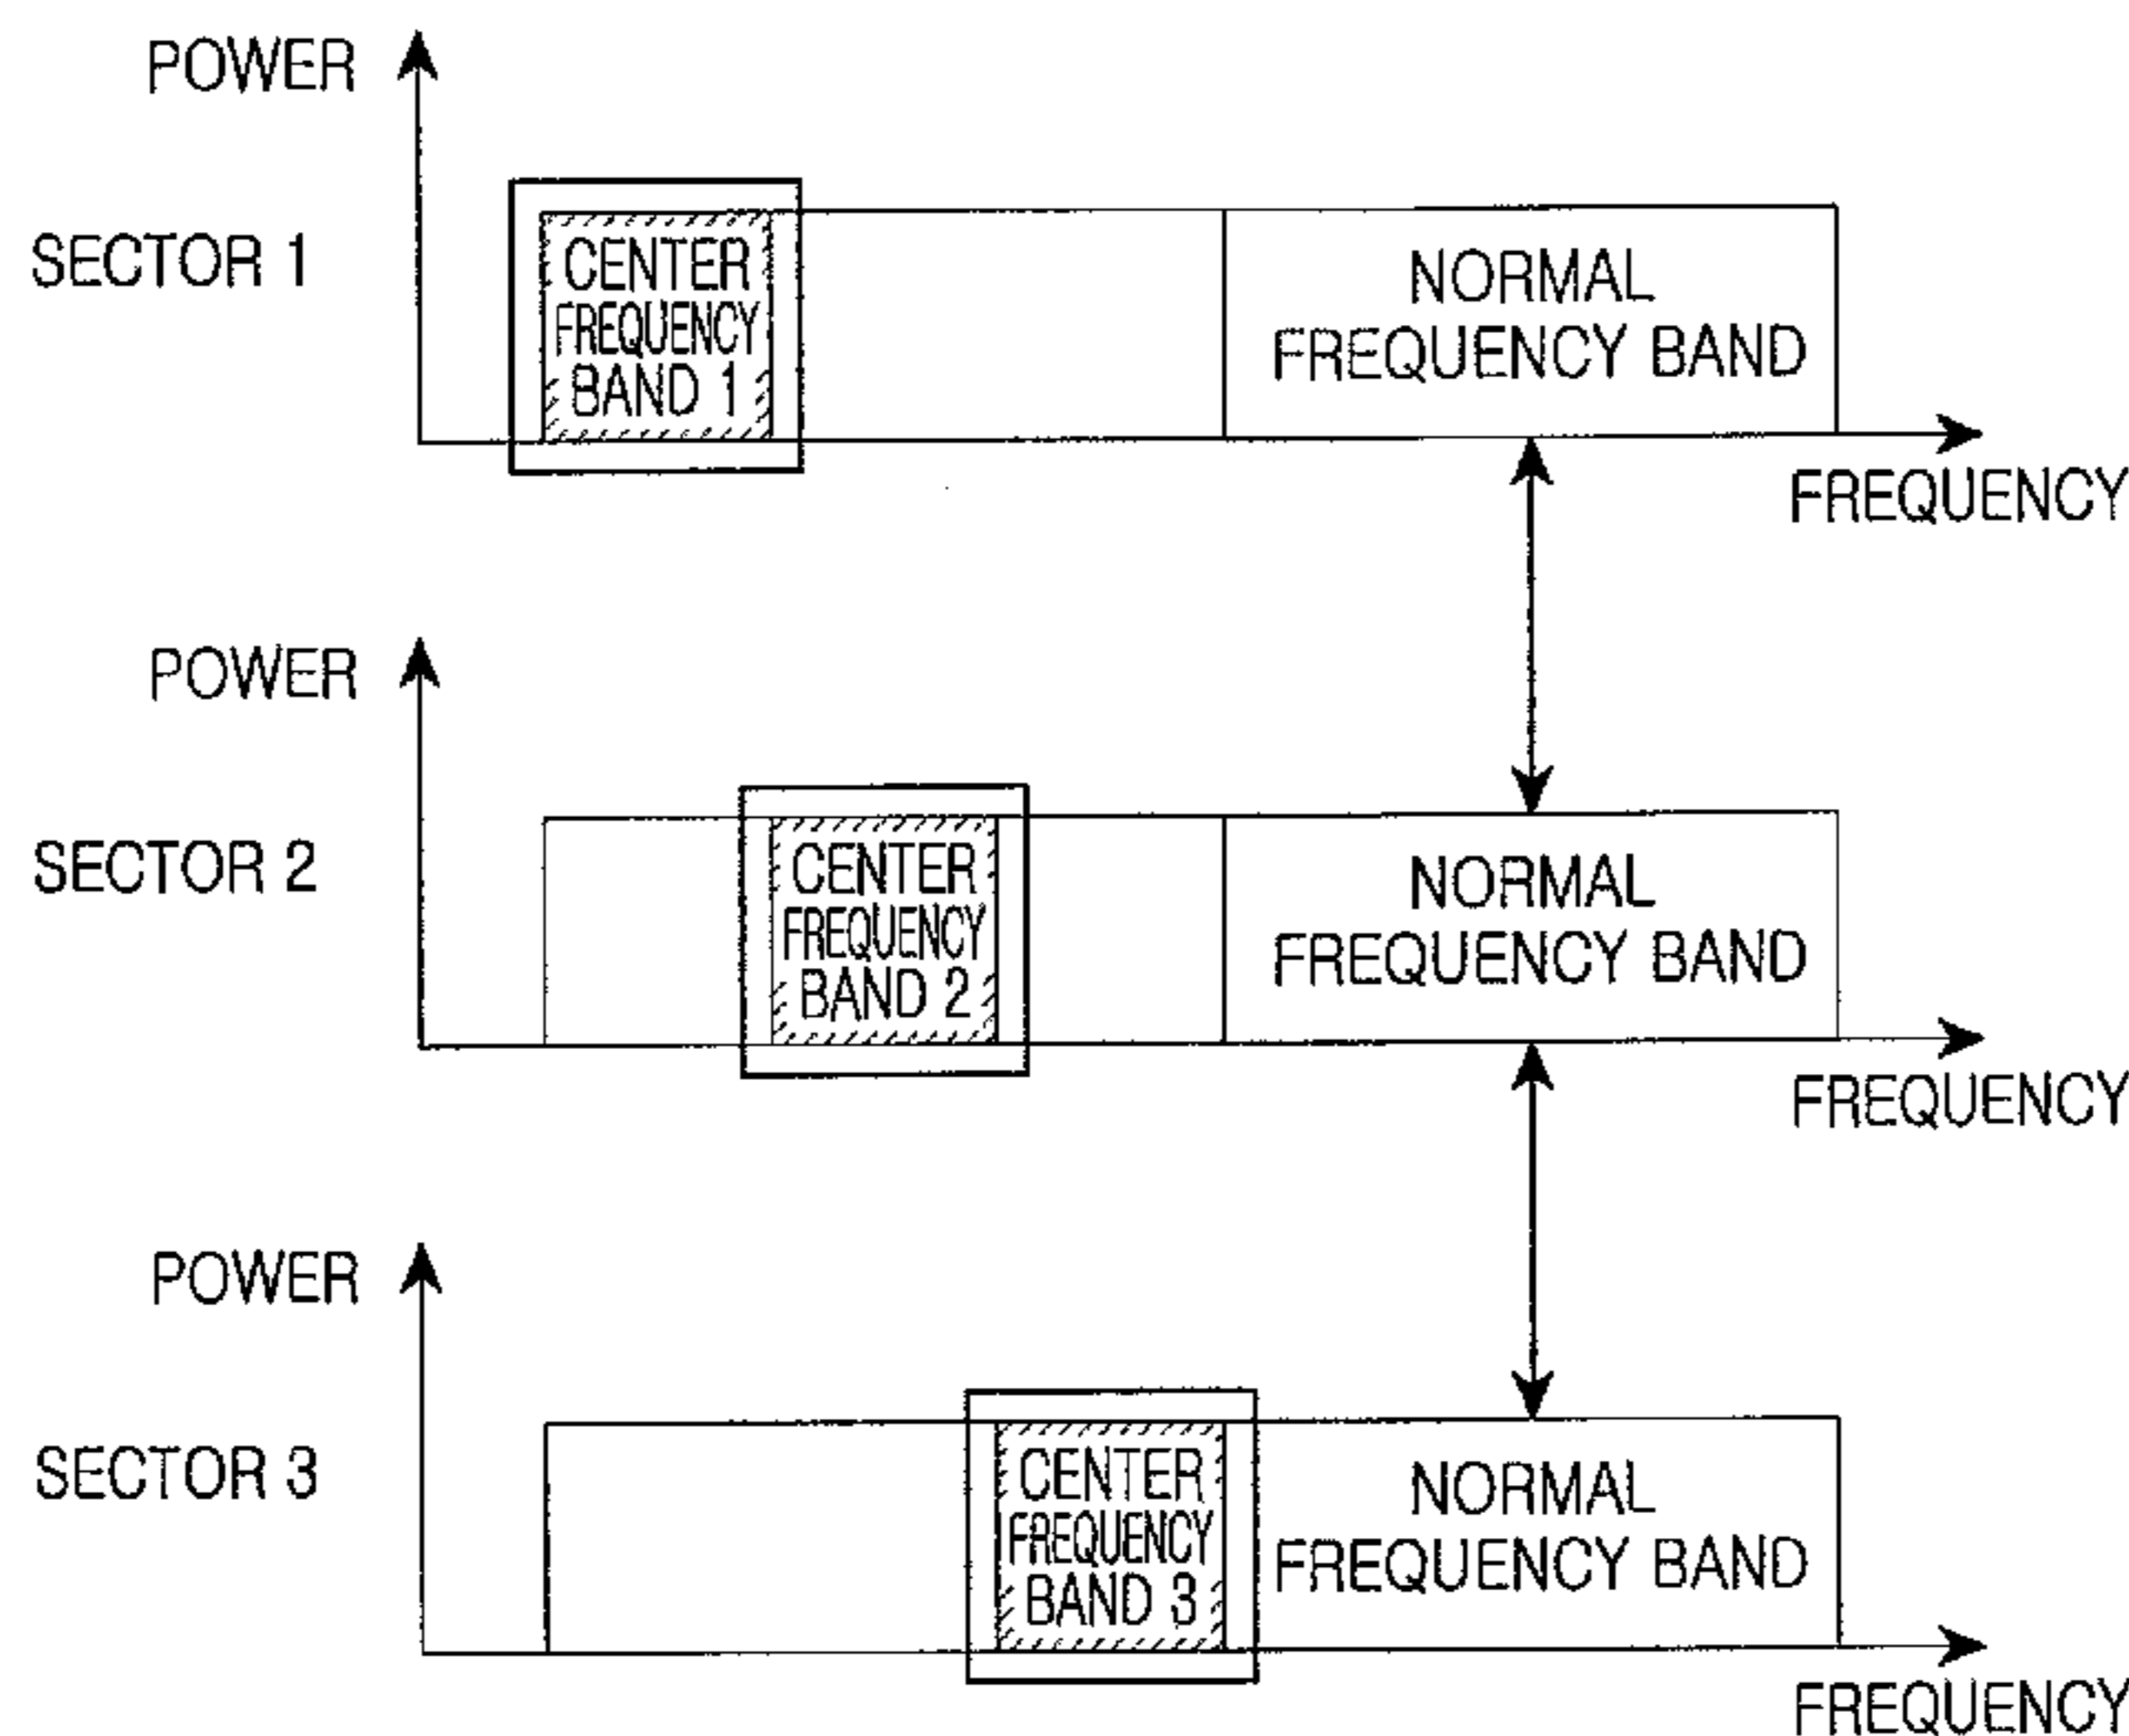 POWER
SECTOR 1
CENTER
FREQUENCY
BAND 1
NORMAL
FREQUENCY BAND
FREQUENCY
POWER
SECTOR 2
CENTER
FREQUENCY
BAND 2
NORMAL
FREQUENCY BAND
FREQUENCY
POWER
SECTOR 3
CENTER
FREQUENCY
BAND 3
NORMAL
FREQUENCY BAND
FREQUENCY